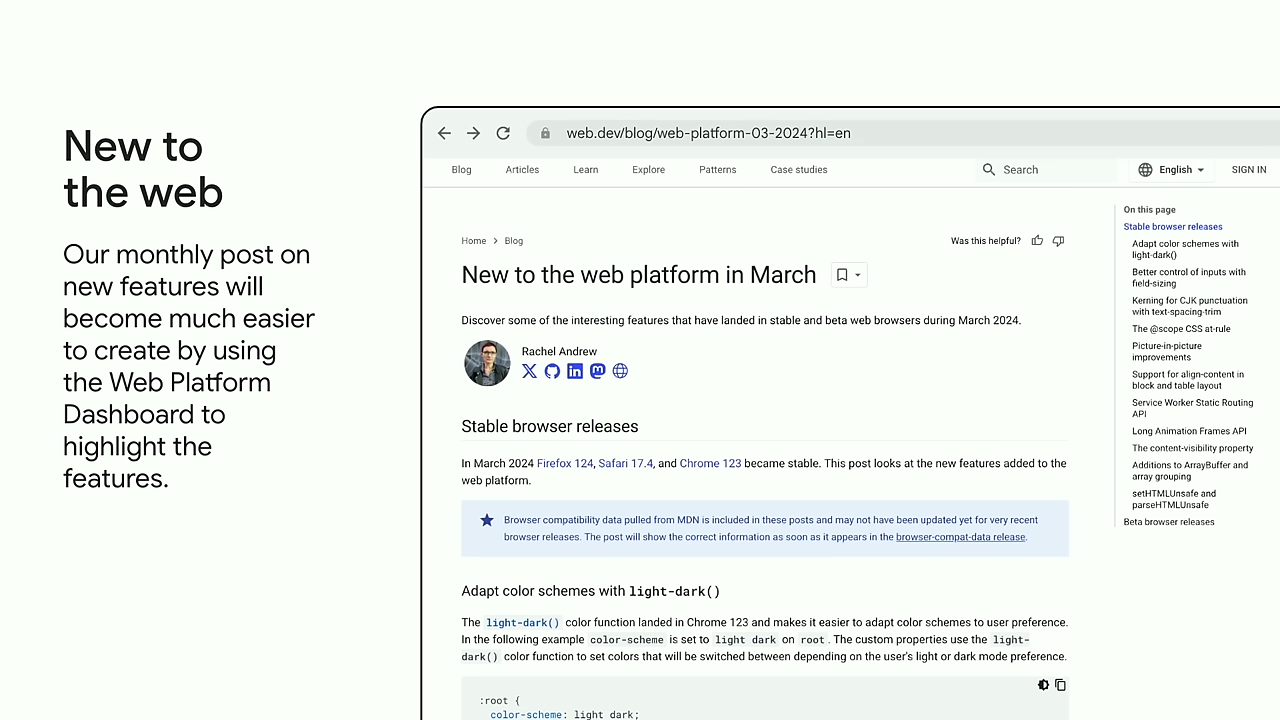 New to
the web
Our monthly post on
new features will
become much easier
to create by using
the Web Platform
Dashboard to
highlight the
features.
web.dev/blog/web-platform-03-2024?hl=en
Blog Articles Learn Explore Patterns Case studies Search English SIGN IN
Home > Blog Was this helpful?
New to the web platform in March
Discover some of the interesting features that have landed in stable and beta web browsers during March 2024.
Rachel Andrew
Stable browser releases
In March 2024 Firefox 124, Safari 17.4, and Chrome 123 became stable. This post looks at the new features added to the
web platform.
Browser compatibility data pulled from MDN is included in these posts and may not have been updated yet for very recent
browser releases. The post will show the correct information as soon as it appears in the browser-compat-data release.
Adapt color schemes with light-dark()
The light-dark() color function landed in Chrome 123 and makes it easier to adapt color schemes to user preference.
In the following example color-scheme is set to light dark on root. The custom properties use the light-
dark() color function to set colors that will be switched between depending on the user's light or dark mode preference.
:root {
color-scheme: light dark;
On this page
Stable browser releases
Adapt color schemes with
light-dark()
Better control of inputs with
field-sizing
Kerning for CJK punctuation
with text-spacing-trim
The @scope CSS at-rule
Picture-in-picture
improvements
Support for align-content in
block and table layout
Service Worker Static Routing
API
Long Animation Frames API
The content-visibility property
Additions to ArrayBuffer and
array grouping
setHTMLUnsafe and
parseHTMLUnsafe
Beta browser releases